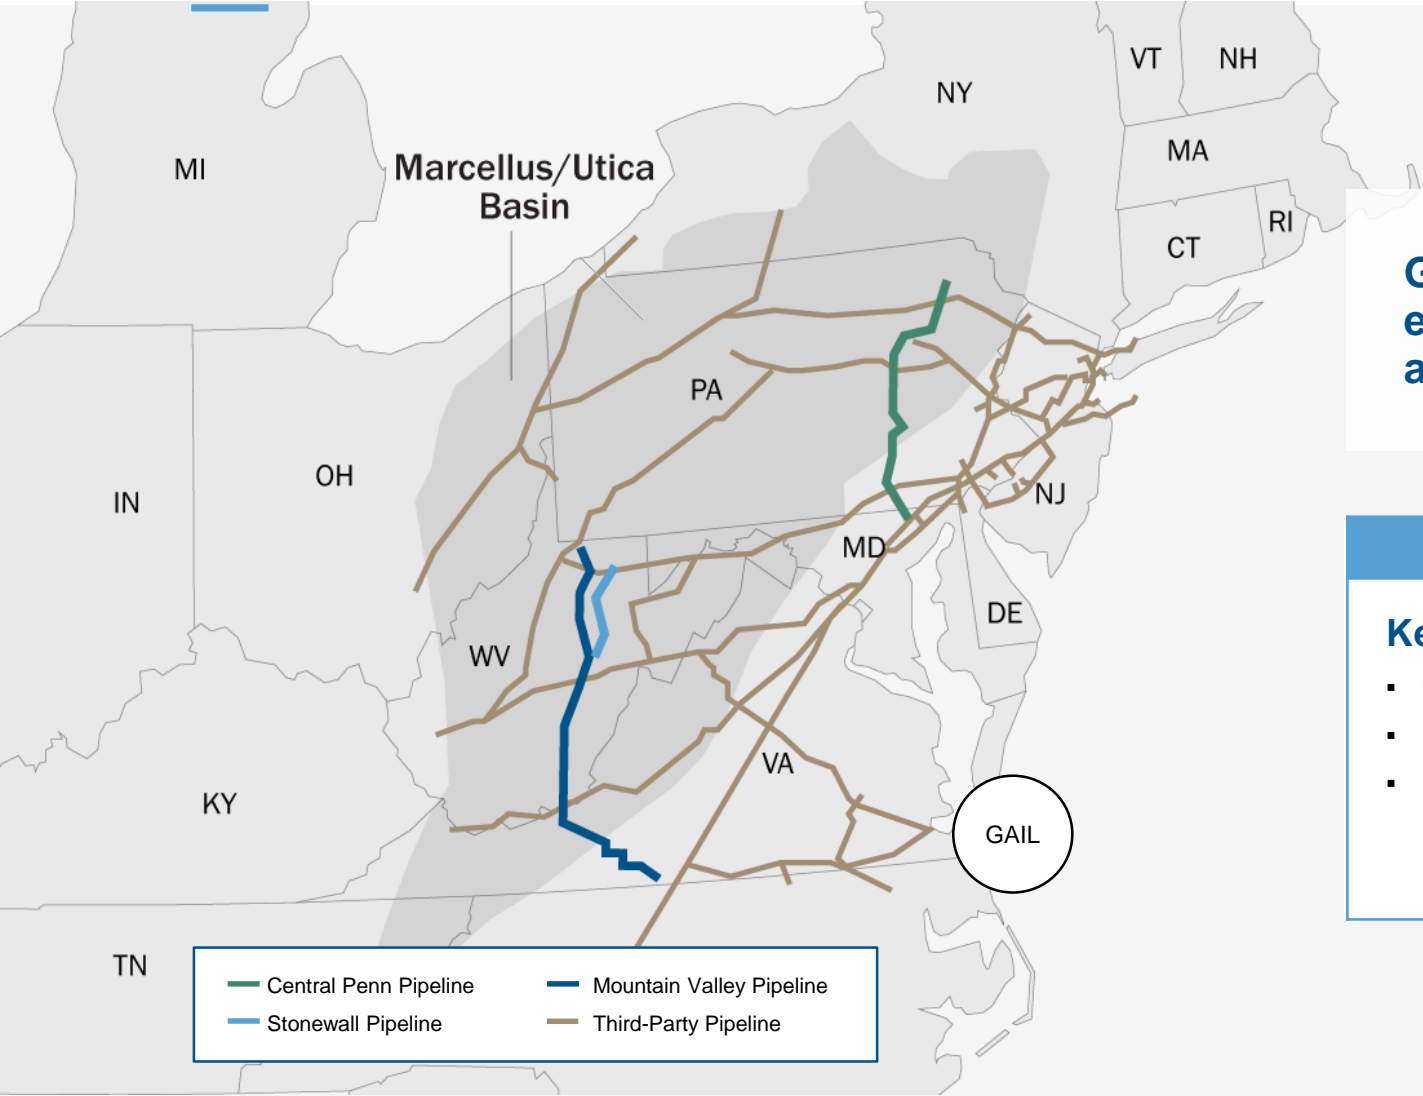 VT
NH
NY
MI
MA
Marcellus/Utica
Basin
RI
CT
G
e
a
PA
OH
IN
NJ
MD
DE
WV
Ke
▪
▪
▪
VA
KY
GAIL
TN
Central Penn Pipeline
Mountain Valley Pipeline
Stonewall Pipeline
Third-Party Pipeline